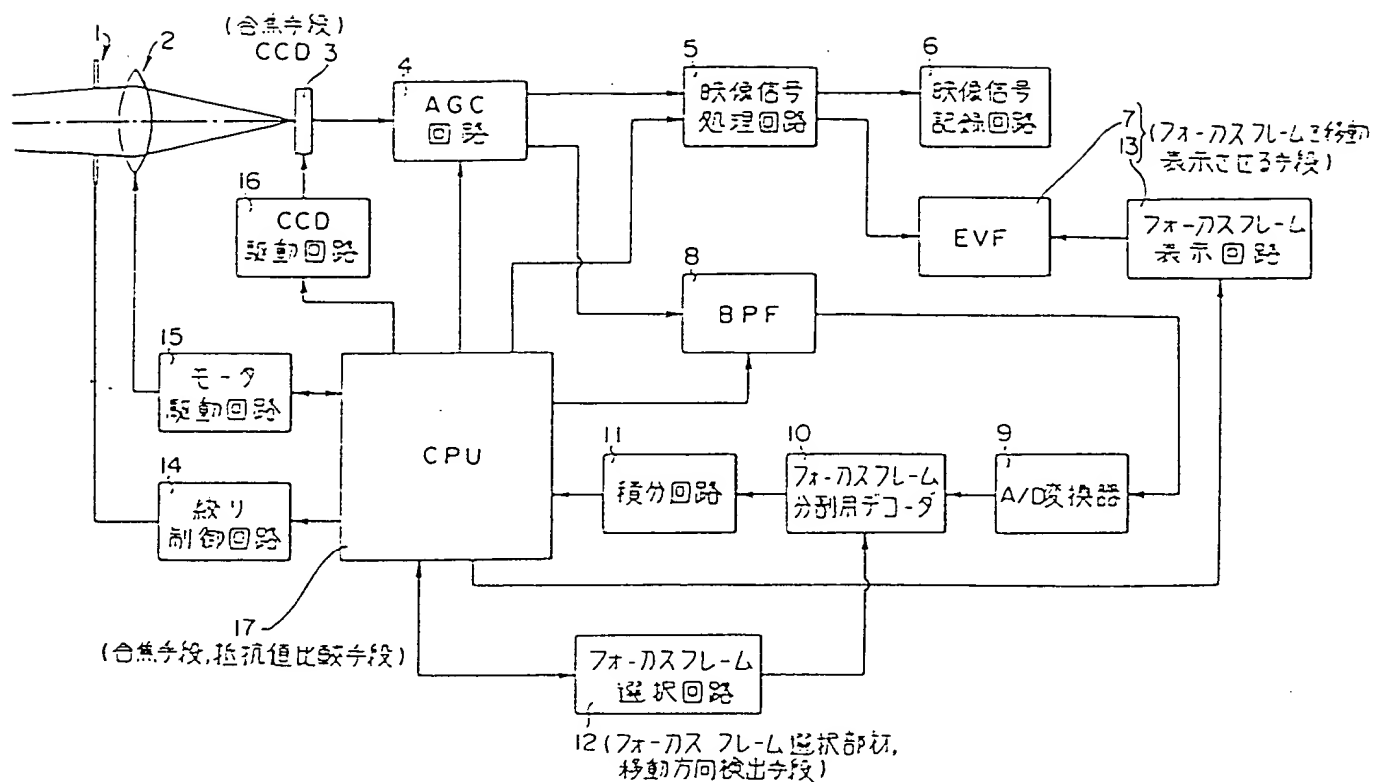 (合焦手段)
CCD 3
1
2
4
AGC
回路
5
映像信号
処理回路
6
映像信号
記録回路
7
13
(フォーカスフレームを移動
表示させる手段)
16
CCD
駆動回路
EVF
フォーカスフレーム
表示回路
8
BPF
15
モータ
駆動回路
CPU
14
絞り
制御回路
11
積分回路
10
フォーカスフレーム
分割用デコーダ
9
A/D変換器
17
(合焦手段,抵抗値比較手段)
フォーカスフレーム
選択回路
12(フォーカス フレーム選択部材,
移動方向検出手段)